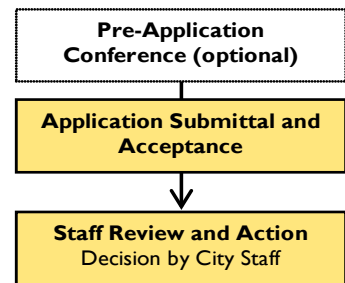 Pre-Application
Conference (optional)
Application Submittal and
Acceptance
Staff Review and Action
Decision by City Staff